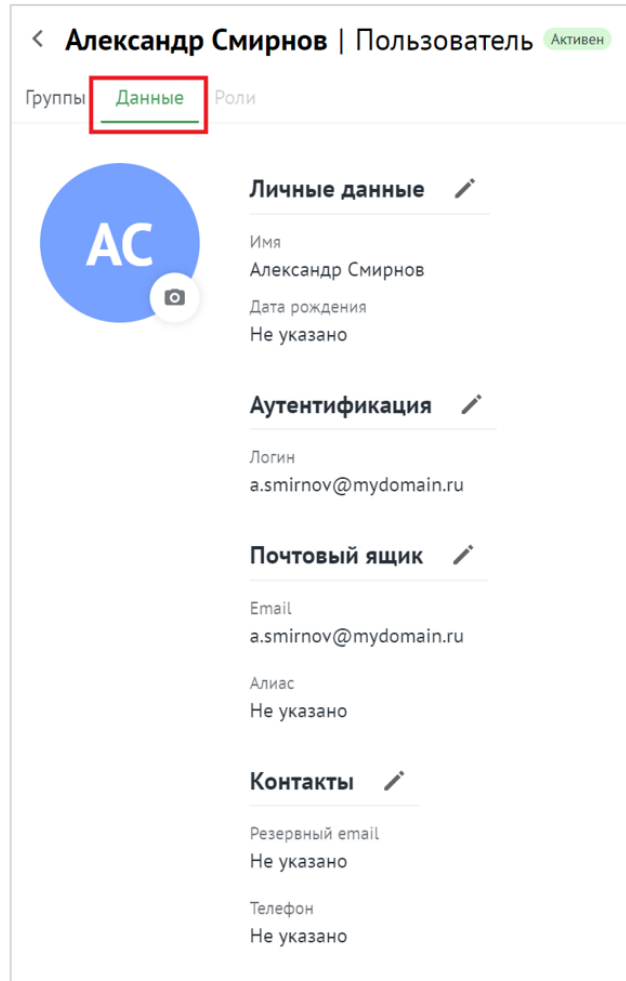 Александр Смирнов | Пользователь Активен
Группы Данные Роли
АС
Личные данные
Имя
Александр Смирнов
Дата рождения
Не указано
Аутентификация
Логин
a.smirnov@mydomain.ru
Почтовый ящик
Email
a.smirnov@mydomain.ru
Алиас
Не указано
Контакты
Резервный email
Не указано
Телефон
Не указано